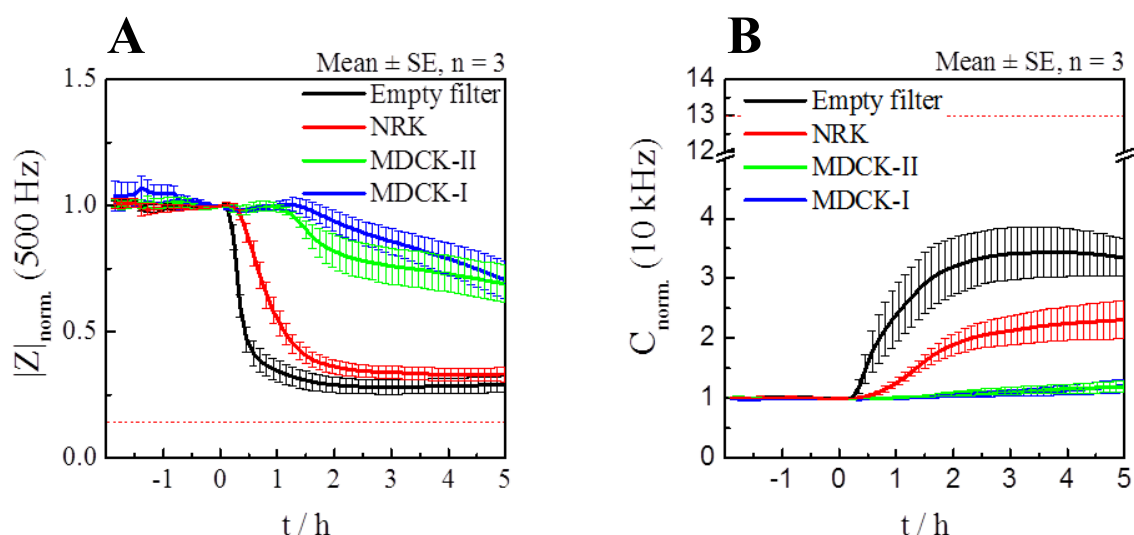 A
Mean ± SE, n = 3
1.5
1.0
0.5
0.0
|Z|norm. (500 Hz)
Empty filter
NRK
MDCK-II
MDCK-I
-1 0 1 2 3 4 5
t / h
B
Mean ± SE, n = 3
13
12
4
3
2
1
0
Cnorm. (10 kHz)
Empty filter
NRK
MDCK-II
MDCK-I
-1 0 1 2 3 4 5
t / h